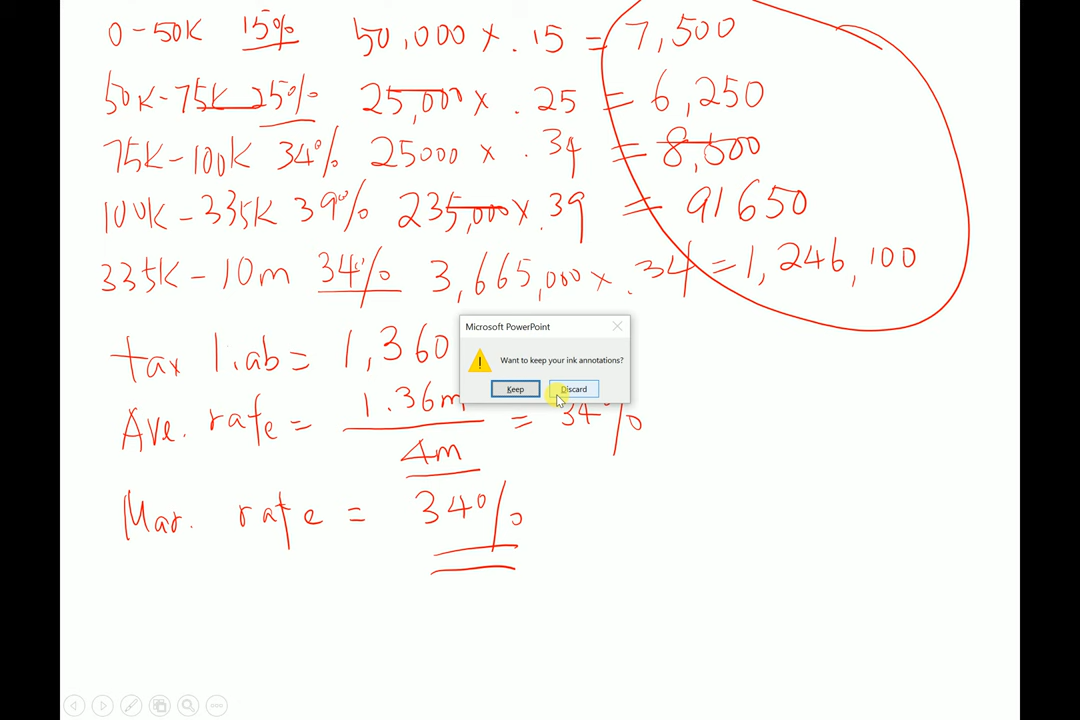 0-50K 15% 50,000 x .15 = 7,500
50K-75K 25% 25,000 x .25 = 6,250
75K-100K 34% 25000 x .34 = 8,500
100K-335K 39% 235,000 x .39 = 91650
335K-10m 34% 3,665,000 x .34 = 1,246,100
tax liab = 1,360
Microsoft PowerPoint
Want to keep your ink annotations?
Keep Discard
Ave. rate = 1.36m
4m
= 34%
Mar. rate = 34%